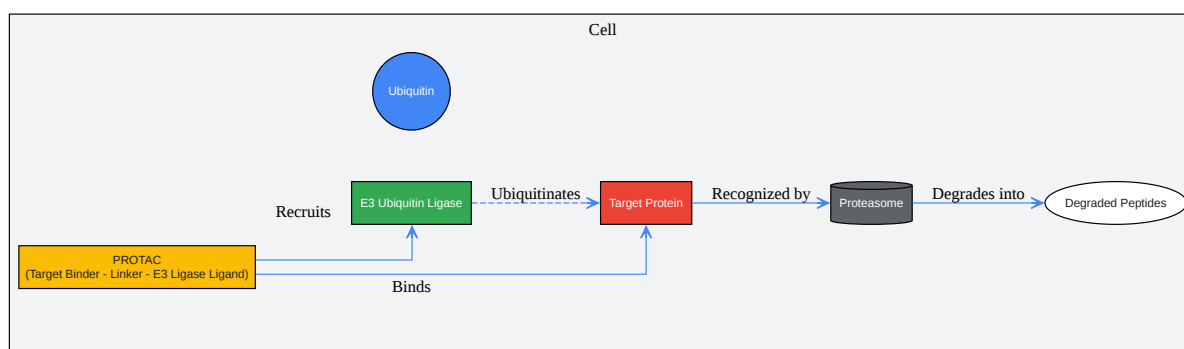 Cell
Ubiquitin
E3 Ubiquitin Ligase
Ubiquitinates
Target Protein
Recognized by
Proteasome
Degrades into
Degraded Peptides
Recruits
PROTAC
(Target Binder - Linker - E3 Ligase Ligand)
Binds